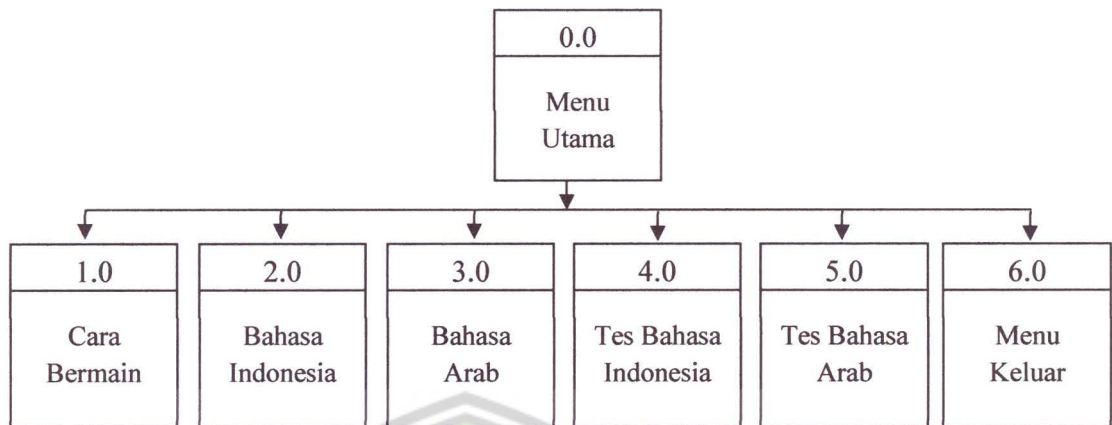 0.0
Menu
Utama
1.0
Cara
Bermain
2.0
Bahasa
Indonesia
3.0
Bahasa
Arab
4.0
Tes Bahasa
Indonesia
5.0
Tes Bahasa
Arab
6.0
Menu
Keluar